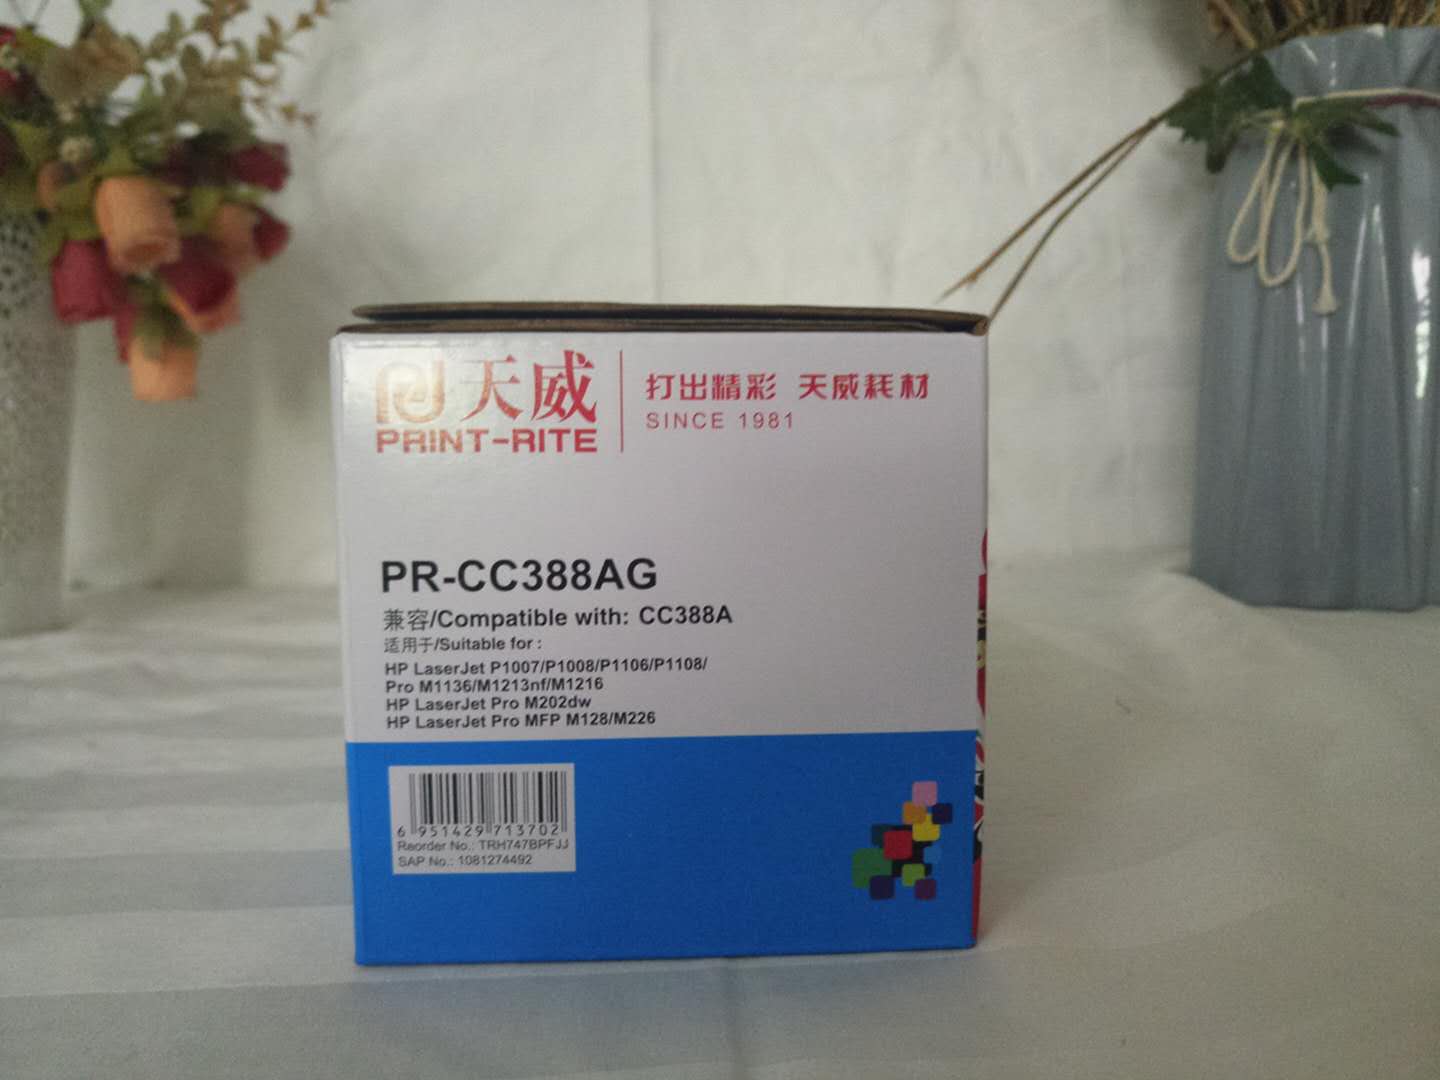 天威
PRINT-RITE
打出精彩 天威耗材
SINCE 1981
PR-CC388AG
兼容/Compatible with: CC388A
适用于/Suitable for :
HP LaserJet P1007/P1008/P1106/P1108/
Pro M1136/M1213nf/M1216
HP LaserJet Pro M202dw
HP LaserJet Pro MFP M128/M226
6 951429 713702
Reorder No.: TRH747BPFJJ
SAP No.: 1081274492